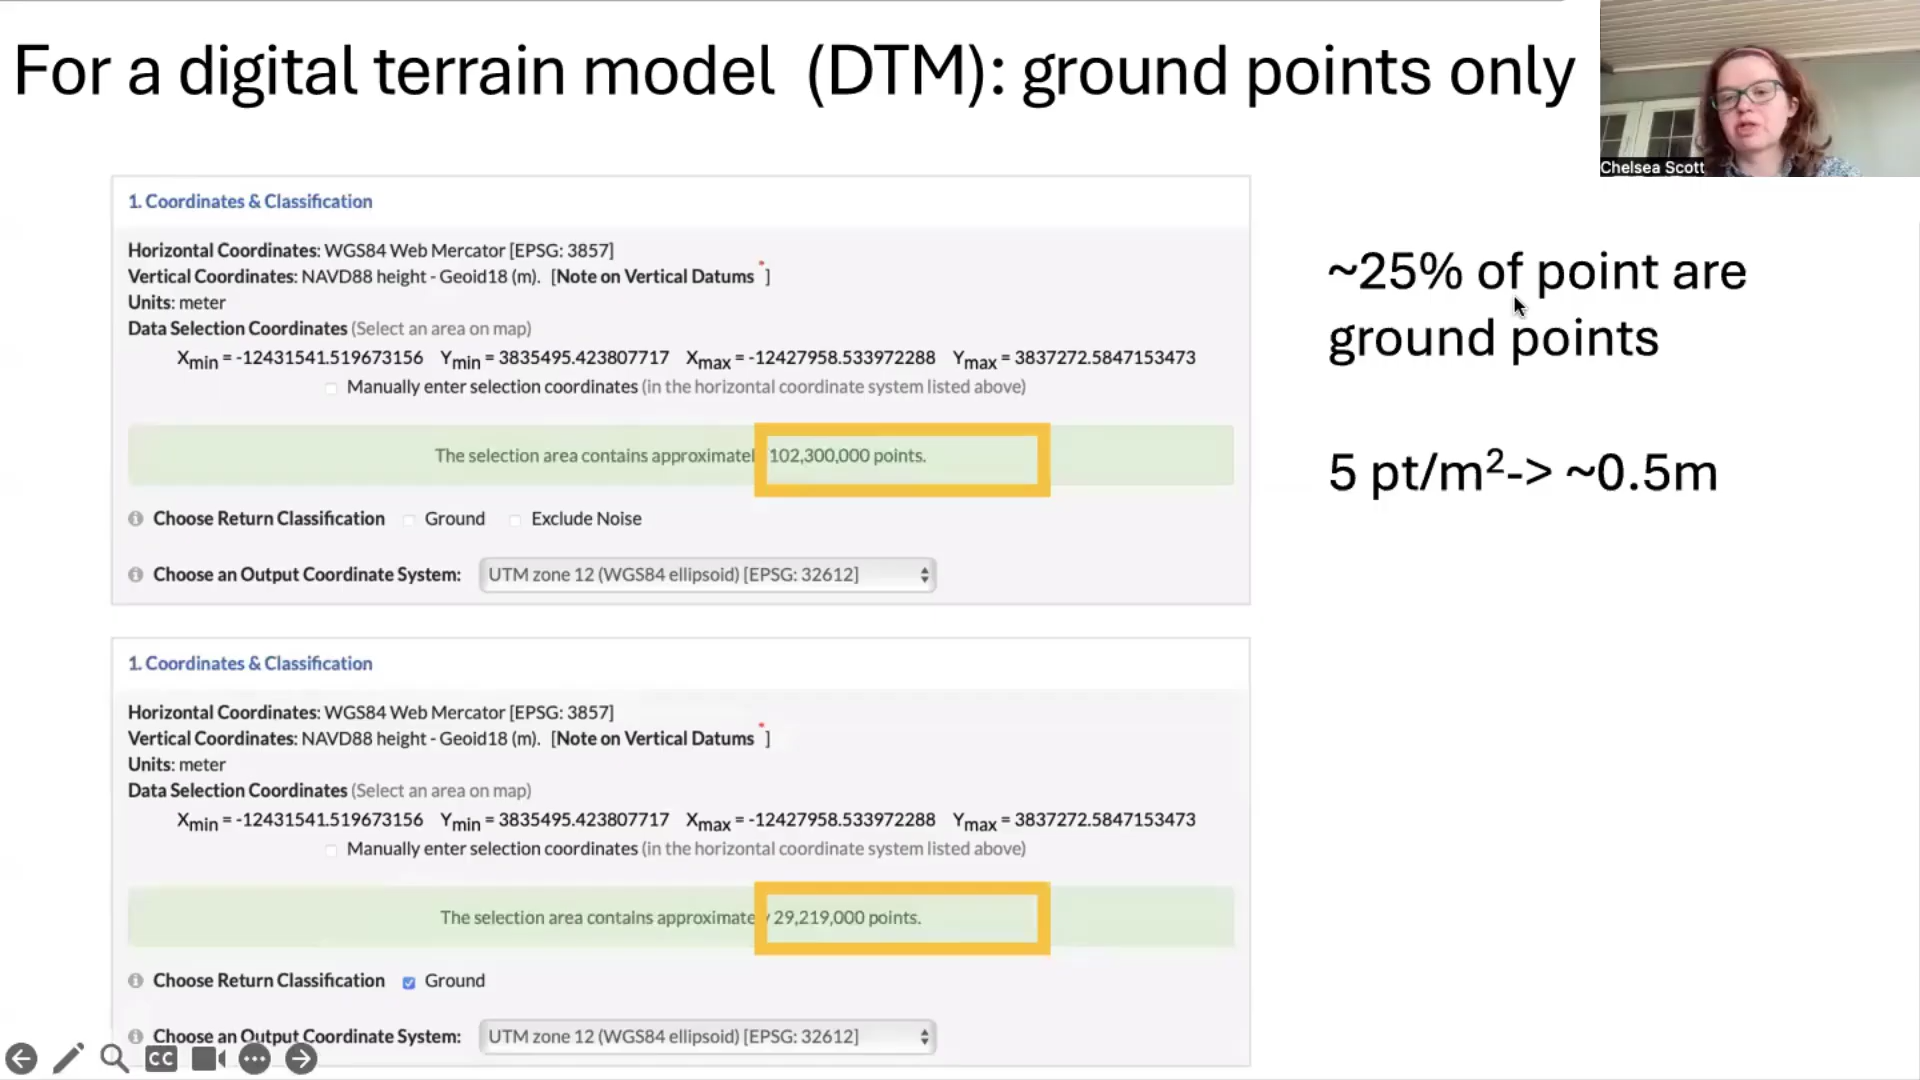 For a digital terrain model (DTM): ground points only
Chelsea Scott
1. Coordinates & Classification
Horizontal Coordinates: WGS84 Web Mercator [EPSG: 3857]
Vertical Coordinates: NAVD88 height - Geoid18 (m). [Note on Vertical Datums * ]
Units: meter
Data Selection Coordinates (Select an area on map)
Xmin = -12431541.519673156 Ymin = 3835495.423807717 Xmax = -12427958.533972288 Ymax = 3837272.5847153473
Manually enter selection coordinates (in the horizontal coordinate system listed above)
The selection area contains approximatel 102,300,000 points.
Choose Return Classification Ground Exclude Noise
Choose an Output Coordinate System: UTM zone 12 (WGS84 ellipsoid) [EPSG: 32612]
~25% of point are
ground points
5 pt/m²-> ~0.5m
1. Coordinates & Classification
Horizontal Coordinates: WGS84 Web Mercator [EPSG: 3857]
Vertical Coordinates: NAVD88 height - Geoid18 (m). [Note on Vertical Datums * ]
Units: meter
Data Selection Coordinates (Select an area on map)
Xmin = -12431541.519673156 Ymin = 3835495.423807717 Xmax = -12427958.533972288 Ymax = 3837272.5847153473
Manually enter selection coordinates (in the horizontal coordinate system listed above)
The selection area contains approximately 29,219,000 points.
Choose Return Classification Ground
Choose an Output Coordinate System: UTM zone 12 (WGS84 ellipsoid) [EPSG: 32612]
CC